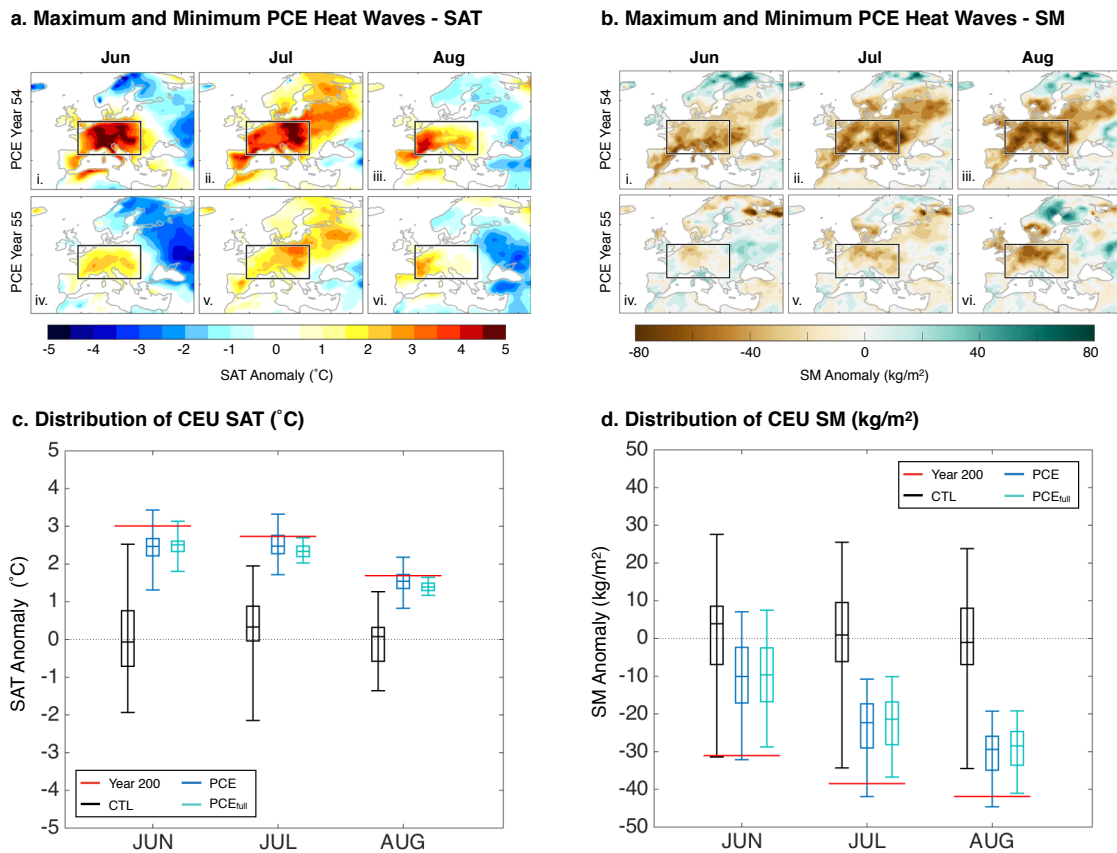 a. Maximum and Minimum PCE Heat Waves - SAT
Jun Jul Aug
PCE Year 54
i. ii. iii.
PCE Year 55
iv. v. vi.
-5 -4 -3 -2 -1 0 1 2 3 4 5
SAT Anomaly (˚C)
b. Maximum and Minimum PCE Heat Waves - SM
Jun Jul Aug
PCE Year 54
i. ii. iii.
PCE Year 55
iv. v. vi.
-80 -40 0 40 81
SM Anomaly (kg/m²)
c. Distribution of CEU SAT (˚C)
SAT Anomaly (˚C)
5
4
3
2
1
0
-1
-2
-3
-4
-5
Year 200 PCE
CTL PCEfull
JUN JUL AUG
d. Distribution of CEU SM (kg/m²)
SM Anomaly (kg/m²)
50
40
30
20
10
0
-10
-20
-30
-40
-50
Year 200 PCE
CTL PCEfull
JUN JUL AUG